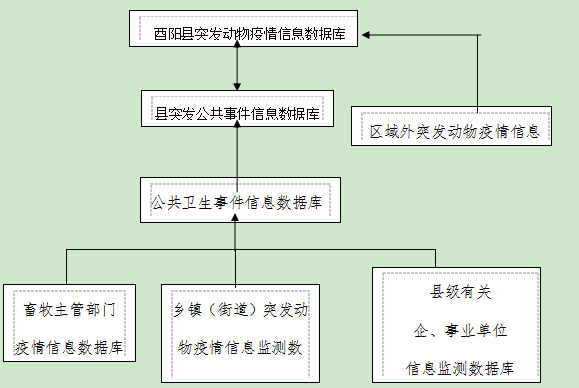 酉阳县突发动物疫情信息数据库
县突发公共事件信息数据库
区域外突发动物疫情信息
公共卫生事件信息数据库
畜牧主管部门
疫情信息数据库
乡镇（街道）突发动
物疫情信息监测数
县级有关
企、事业单位
信息监测数据库